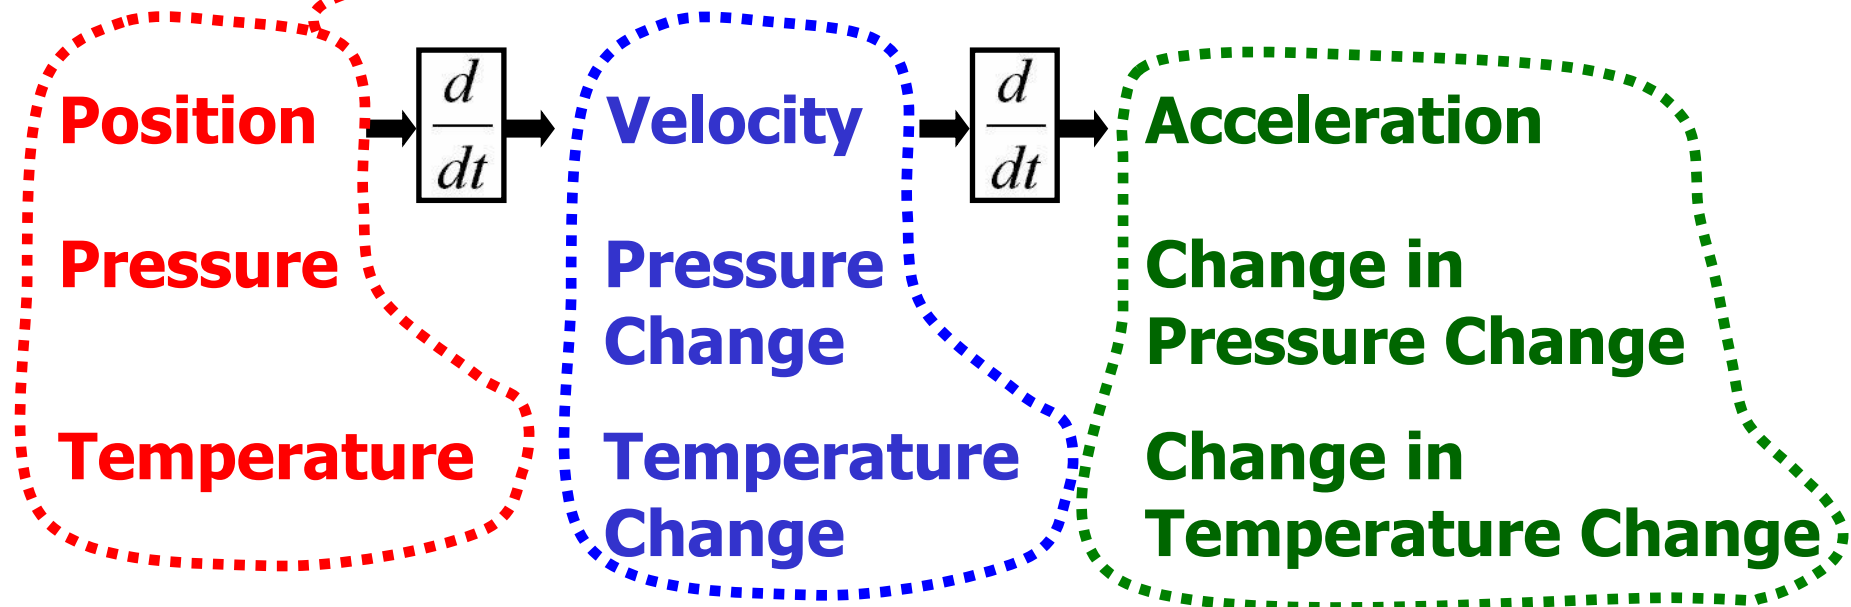 Position
d
dt
Velocity
d
dt
Acceleration
Pressure
Pressure
Change
Change in
Pressure Change
Temperature
Temperature
Change
Change in
Temperature Change